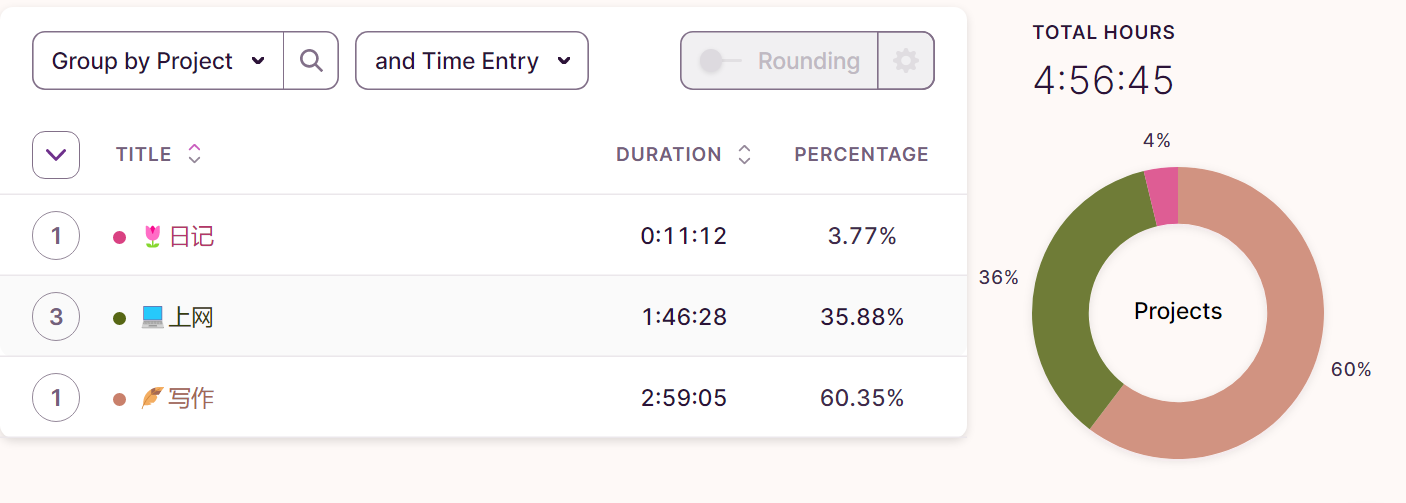 Group by Project and Time Entry Rounding
TITLE DURATION PERCENTAGE
1 🌷日记 0:11:12 3.77%
3 💻上网 1:46:28 35.88%
1 🪶写作 2:59:05 60.35%
TOTAL HOURS
4:56:45
4%
36%
Projects
60%